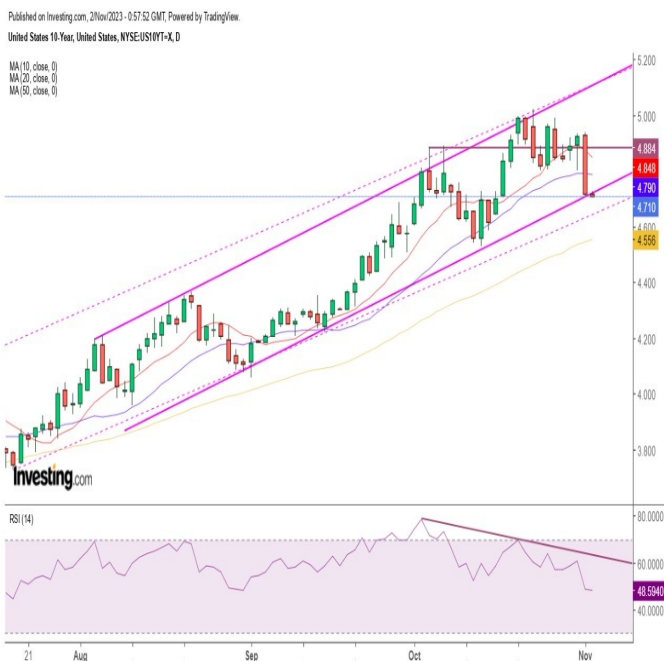 Published on Investing.com, 2/Nov/2023 - 0:57:52 GMT, Powered by TradingView.
United States 10-Year, United States, NYSE:US10YT=X, D
MA (10, close, 0)
MA (20, close, 0)
MA (50, close, 0)
5.200
5.000
4.884
4.848
4.790
4.710
4.600
4.556
4.400
4.200
4.000
3.800
Investing.com
RSI (14)
80.0000
60.0000
48.5940
40.0000
21 Aug Sep Oct Nov